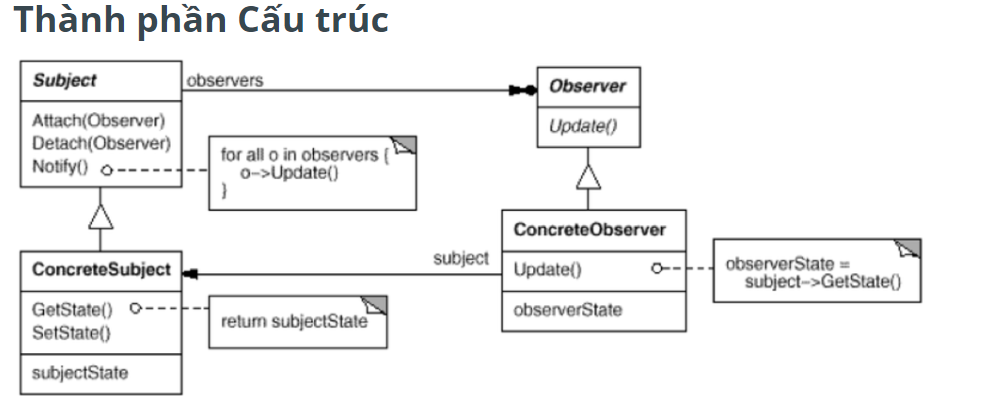 Thành phần Cấu trúc
Subject
Attach(Observer)
Detach(Observer)
Notify()
observers
Observer
Update()
for all o in observers {
o->Update()
}
ConcreteSubject
GetState()
SetState()
subjectState
return subjectState
subject
ConcreteObserver
Update()
observerState
observerState =
subject->GetState()